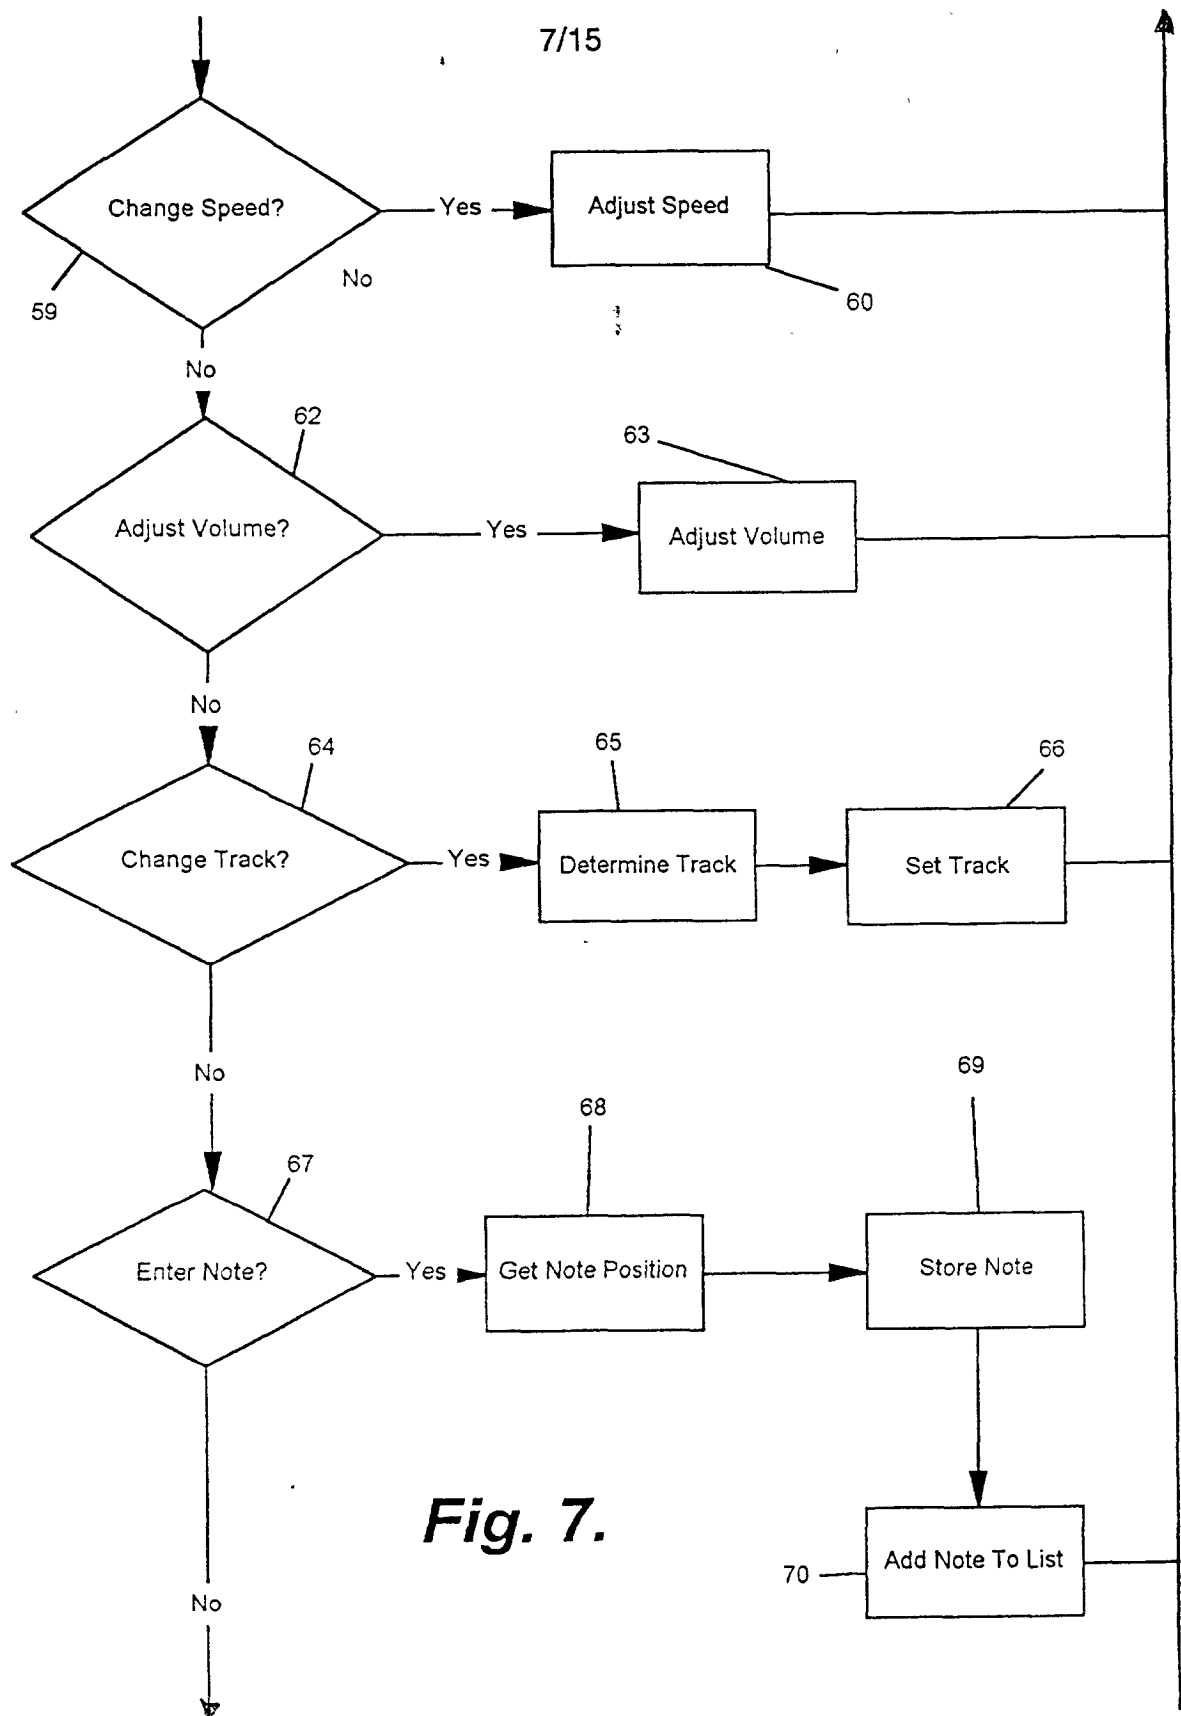 7/15
Change Speed?
Yes
Adjust Speed
No
59
60
No
62
63
Adjust Volume?
Yes
Adjust Volume
No
64
65
66
Change Track?
Yes
Determine Track
Set Track
No
69
68
67
Enter Note?
Yes
Get Note Position
Store Note
Fig. 7.
70
Add Note To List
No